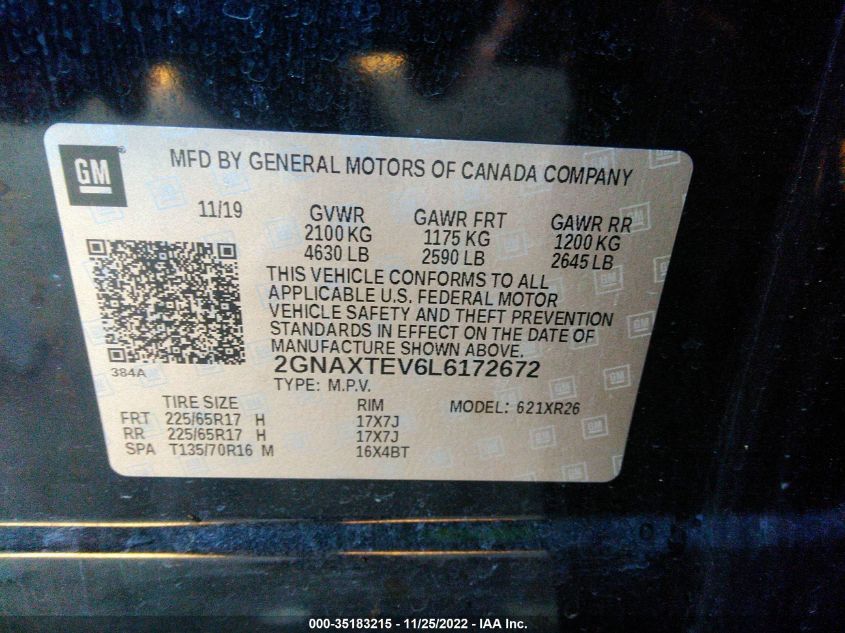 GM®
MFD BY GENERAL MOTORS OF CANADA COMPANY
11/19 GVWR GAWR FRT GAWR RR
2100 KG 1175 KG 1200 KG
4630 LB 2590 LB 2645 LB
THIS VEHICLE CONFORMS TO ALL
APPLICABLE U.S. FEDERAL MOTOR
VEHICLE SAFETY AND THEFT PREVENTION
STANDARDS IN EFFECT ON THE DATE OF
MANUFACTURE SHOWN ABOVE.
384A
2GNAXTEV6L6172672
TYPE: M.P.V.
TIRE SIZE RIM MODEL: 621XR26
FRT 225/65R17 H 17X7J
RR 225/65R17 H 17X7J
SPA T135/70R16 M 16X4BT
000-35183215 - 11/25/2022 - IAA Inc.